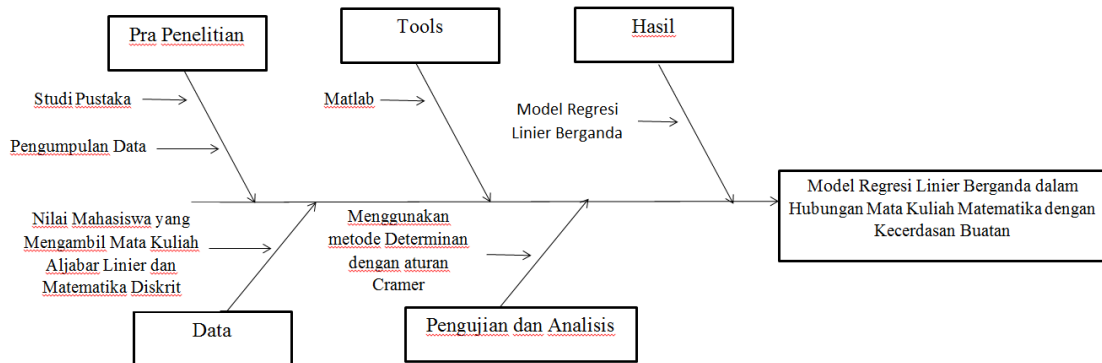 Pra Penelitian
Tools
Hasil
Studi Pustaka
Pengumpulan Data
Matlab
Model Regresi
Linier Berganda
Model Regresi Linier Berganda dalam
Hubungan Mata Kuliah Matematika dengan
Kecerdasan Buatan
Nilai Mahasiswa yang
Mengambil Mata Kuliah
Aljabar Linier dan
Matematika Diskrit
Menggunakan
metode Determinan
dengan aturan
Cramer
Data
Pengujian dan Analisis